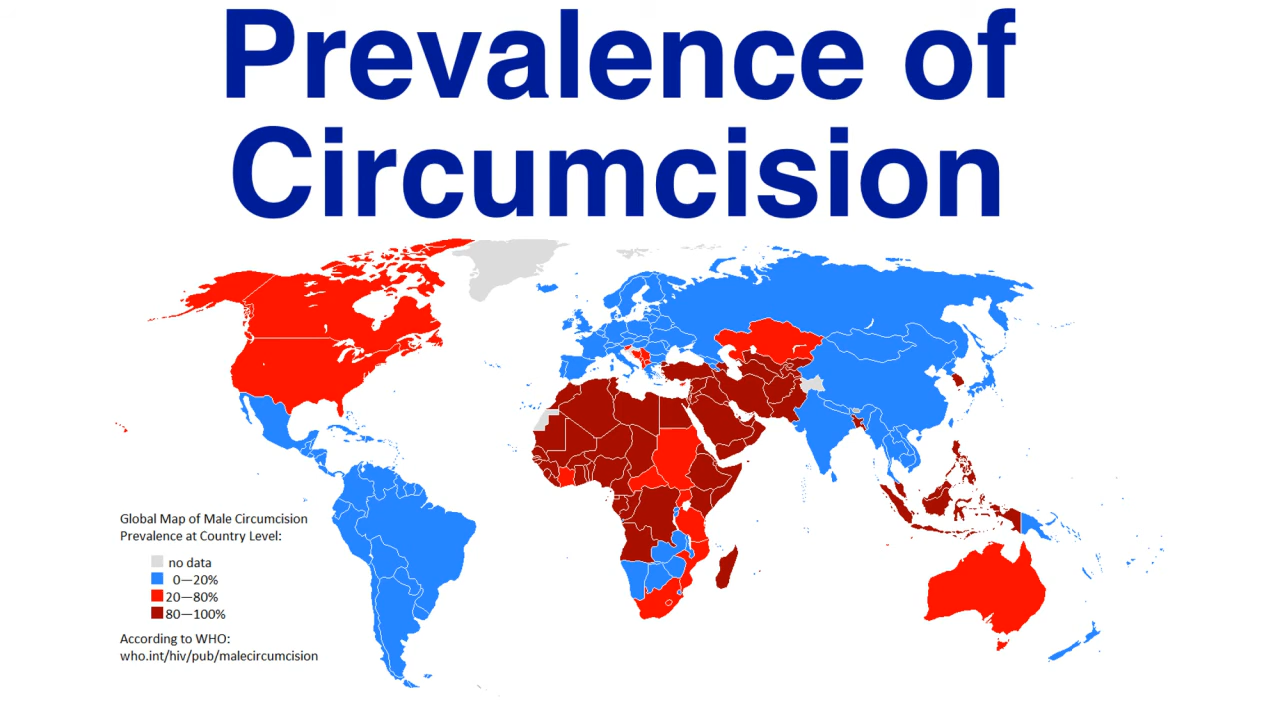 Prevalence of
Circumcision
Global Map of Male Circumcision
Prevalence at Country Level:
no data
0—20%
20—80%
80—100%
According to WHO:
who.int/hiv/pub/malecircumcision